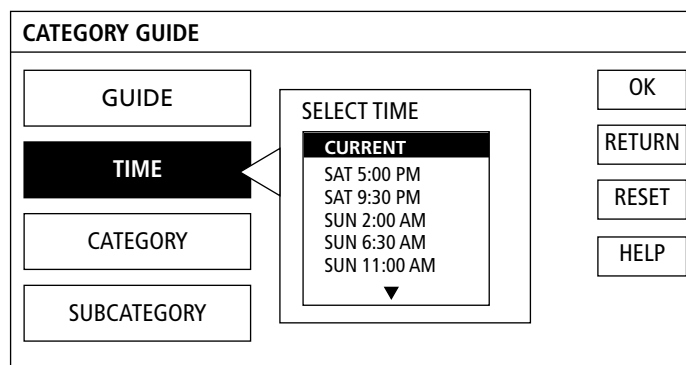 CATEGORY GUIDE
GUIDE
TIME
CATEGORY
SUBCATEGORY
SELECT TIME
CURRENT
SAT 5:00 PM
SAT 9:30 PM
SUN 2:00 AM
SUN 6:30 AM
SUN 11:00 AM
OK
RETURN
RESET
HELP